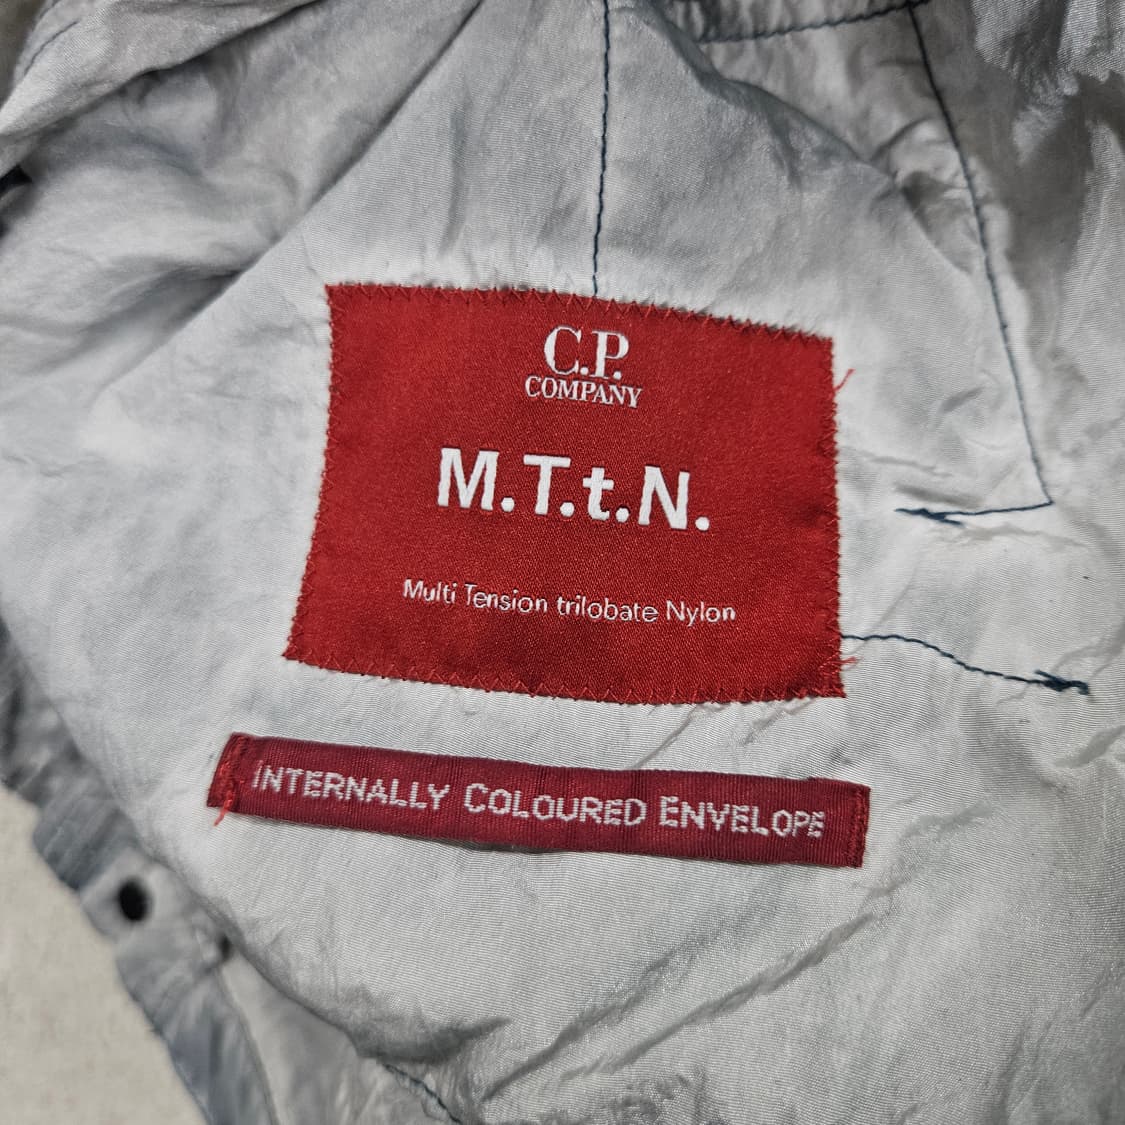 C.P.
COMPANY
M.T.t.N.
Multi Tension trilobate Nylon
INTERNALLY COLOURED ENVELOPE